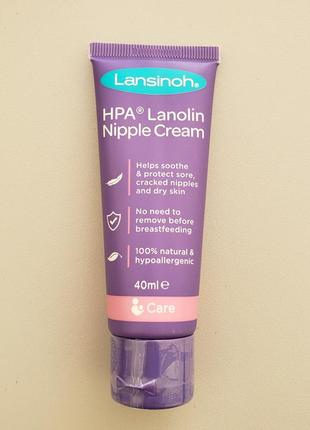 Lansinoh®
HPA® Lanolin
Nipple Cream
Helps soothe
& protect sore,
cracked nipples
and dry skin
No need to
remove before
breastfeeding
100% natural &
hypoallergenic
40ml℮
Care